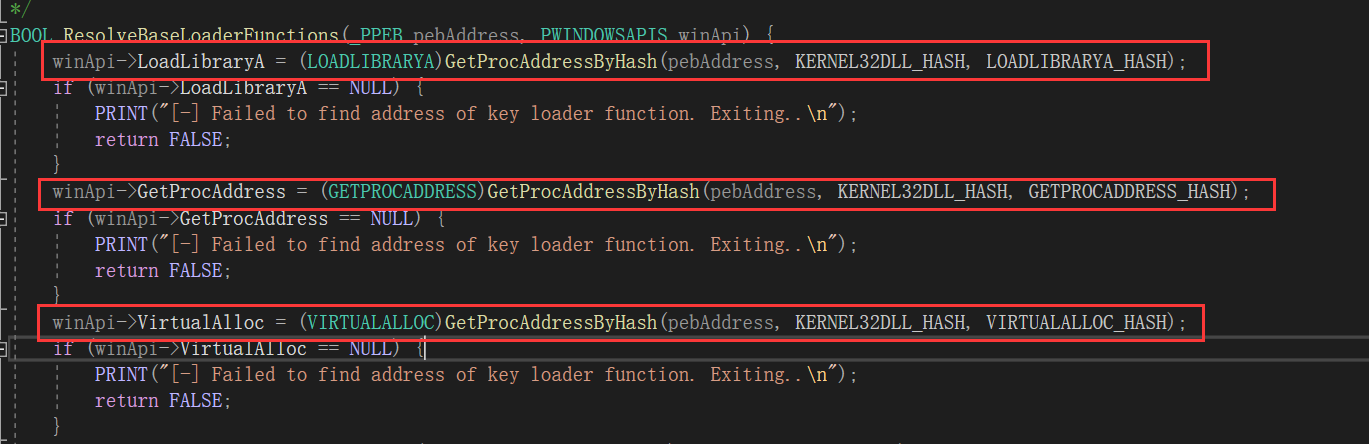 */
BOOL ResolveBaseLoaderFunctions(_PPEB pebAddress, PWINDOWSAPIS winApi) {
winApi->LoadLibraryA = (LOADLIBRARYA)GetProcAddressByHash(pebAddress, KERNEL32DLL_HASH, LOADLIBRARYA_HASH);
if (winApi->LoadLibraryA == NULL) {
PRINT("[-] Failed to find address of key loader function. Exiting..\n");
return FALSE;
}
winApi->GetProcAddress = (GETPROCADDRESS)GetProcAddressByHash(pebAddress, KERNEL32DLL_HASH, GETPROCADDRESS_HASH);
if (winApi->GetProcAddress == NULL) {
PRINT("[-] Failed to find address of key loader function. Exiting..\n");
return FALSE;
}
winApi->VirtualAlloc = (VIRTUALALLOC)GetProcAddressByHash(pebAddress, KERNEL32DLL_HASH, VIRTUALALLOC_HASH);
if (winApi->VirtualAlloc == NULL) {
PRINT("[-] Failed to find address of key loader function. Exiting..\n");
return FALSE;
}